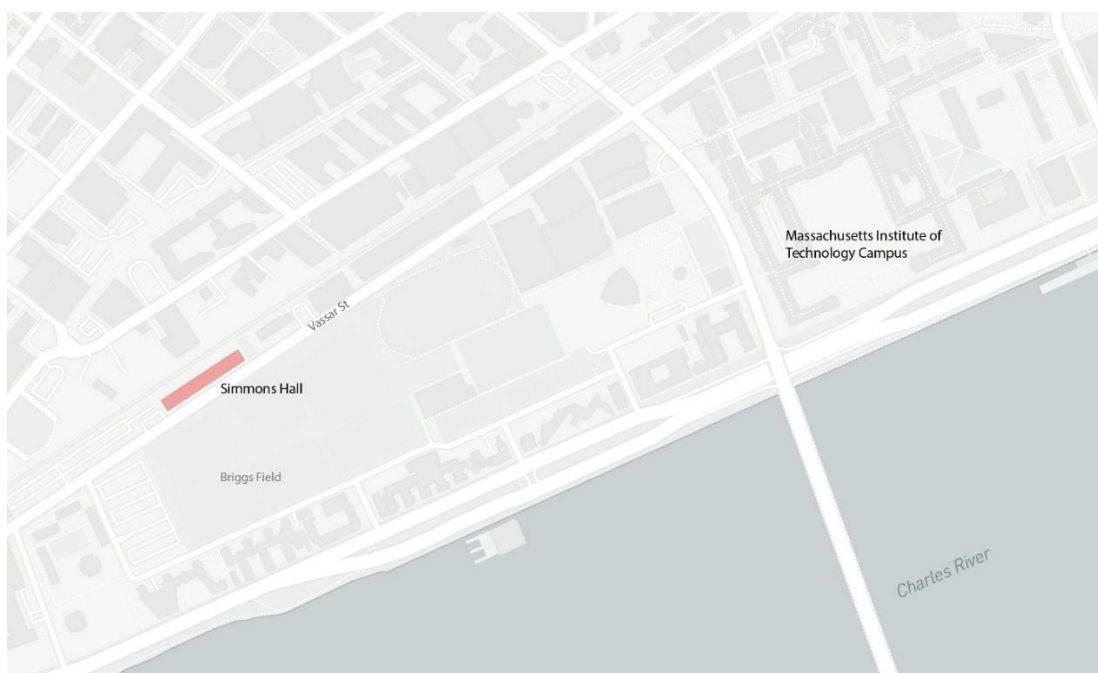 Massachusetts Institute of
Technology Campus
Vassar St
Simmons Hall
Briggs Field
Charles River